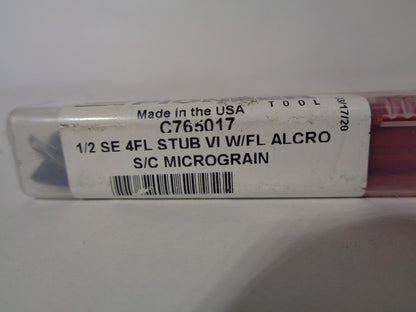 TOOL
Made in the USA
C765017
1/2 SE 4FL STUB VI W/FL ALCRO
S/C MICROGRAIN